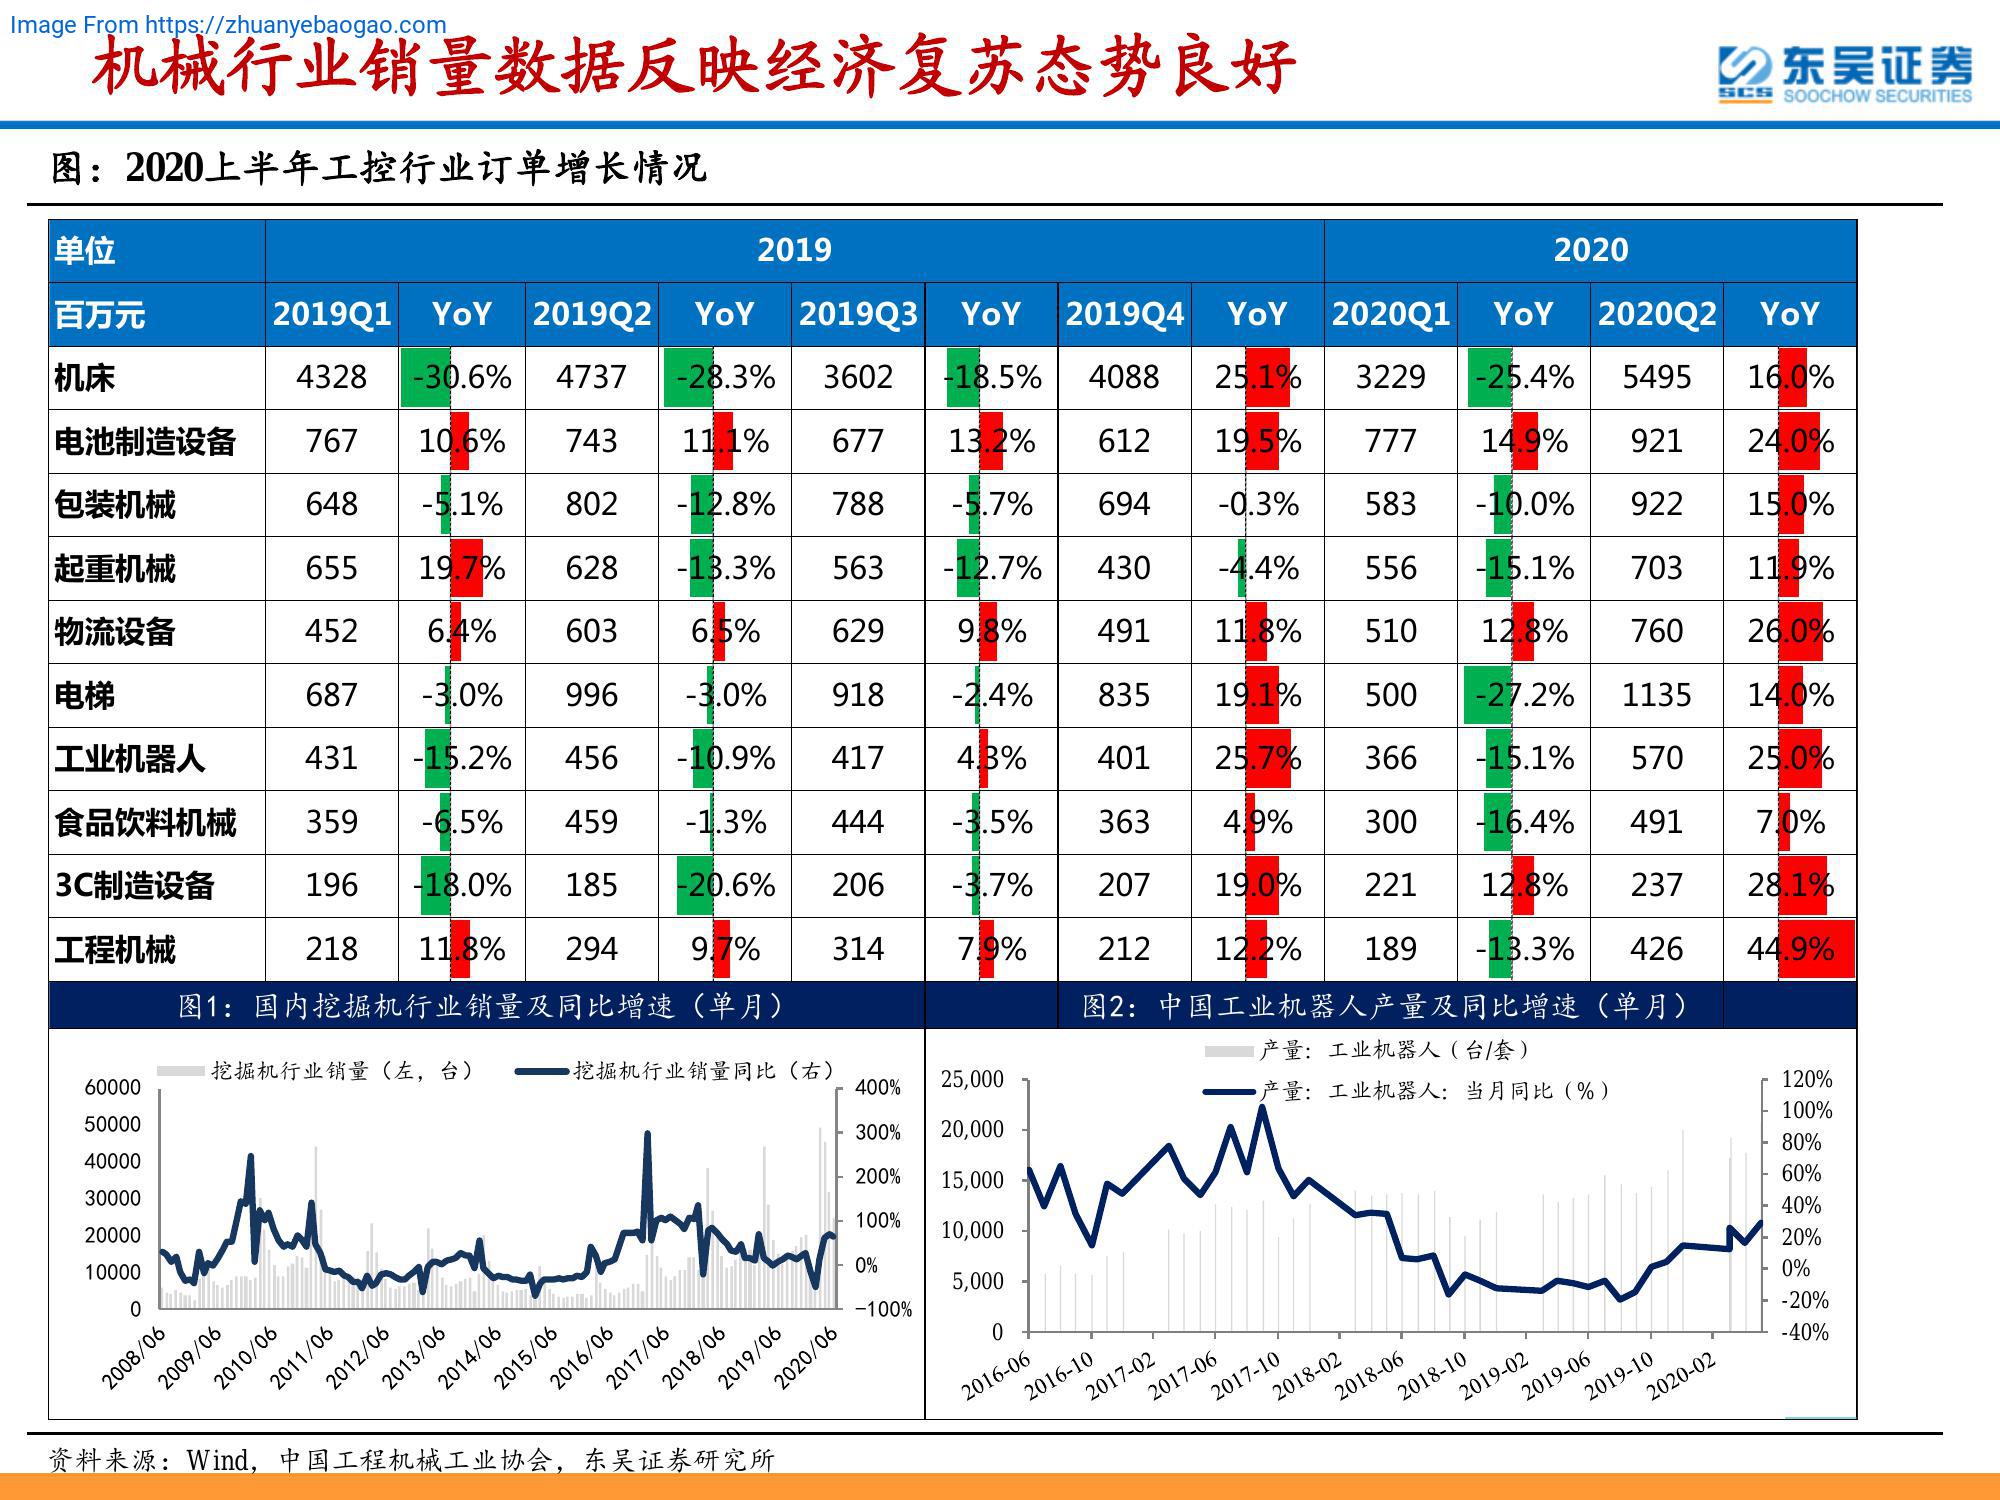 Image From https://zhuanyebaogao.com
机械行业销量数据反映经济复苏态势良好
东吴证券
SCS SOOCHOW SECURITIES
图：2020上半年工控行业订单增长情况
单位 2019 2020
百万元 2019Q1 YoY 2019Q2 YoY 2019Q3 YoY 2019Q4 YoY 2020Q1 YoY 2020Q2 YoY
机床 4328 -30.6% 4737 -28.3% 3602 -18.5% 4088 25.1% 3229 -25.4% 5495 16.0%
电池制造设备 767 10.6% 743 11.1% 677 13.2% 612 19.5% 777 14.9% 921 24.0%
包装机械 648 -5.1% 802 -12.8% 788 -5.7% 694 -0.3% 583 -10.0% 922 15.0%
起重机械 655 19.7% 628 -13.3% 563 -12.7% 430 -4.4% 556 -15.1% 703 11.9%
物流设备 452 6.4% 603 6.5% 629 9.8% 491 11.8% 510 12.8% 760 26.0%
电梯 687 -3.0% 996 -3.0% 918 -2.4% 835 19.1% 500 -27.2% 1135 14.0%
工业机器人 431 -15.2% 456 -10.9% 417 4.3% 401 25.7% 366 -15.1% 570 25.0%
食品饮料机械 359 -6.5% 459 -1.3% 444 -3.5% 363 4.9% 300 -16.4% 491 7.0%
3C制造设备 196 -18.0% 185 -20.6% 206 -3.7% 207 19.0% 221 12.8% 237 28.1%
工程机械 218 11.8% 294 9.7% 314 7.9% 212 12.2% 189 -13.3% 426 44.9%
图1：国内挖掘机行业销量及同比增速（单月）
挖掘机行业销量（左，台） 挖掘机行业销量同比（右）
60000
50000
40000
30000
20000
10000
0
400%
300%
200%
100%
0%
-100%
2008/06 2009/06 2010/06 2011/06 2012/06 2013/06 2014/06 2015/06 2016/06 2017/06 2018/06 2019/06 2020/06
图2：中国工业机器人产量及同比增速（单月）
产量：工业机器人（台/套）
产量：工业机器人：当月同比（%）
25,000
20,000
15,000
10,000
5,000
0
120%
100%
80%
60%
40%
20%
0%
-20%
-40%
2016-06 2016-10 2017-02 2017-06 2017-10 2018-02 2018-06 2018-10 2019-02 2019-06 2019-10 2020-02
资料来源：Wind，中国工程机械工业协会，东吴证券研究所